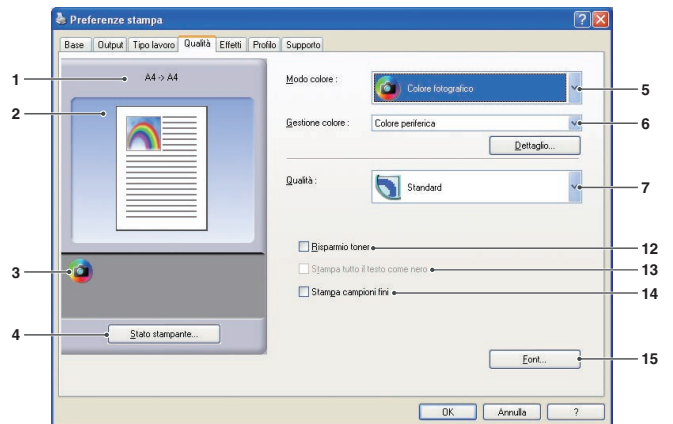 Preferenze stampa
Base Output Tipo lavoro Qualità Effetti Profilo Supporto
1 A4 -> A4
Modo colore : Colore fotografico 5
2
Gestione colore : Colore periferica 6
Dettaglio...
Qualità : Standard 7
Risparmio toner 12
3 Stampa tutto il testo come nero 13
Stampa campioni fini 14
4 Stato stampante...
Font... 15
OK Annulla ?